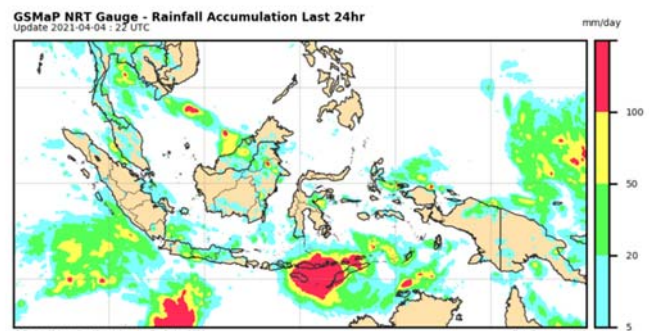 GSMaP NRT Gauge - Rainfall Accumulation Last 24hr
Update 2021-04-04 : 22 UTC
mm/day
100
50
20
5